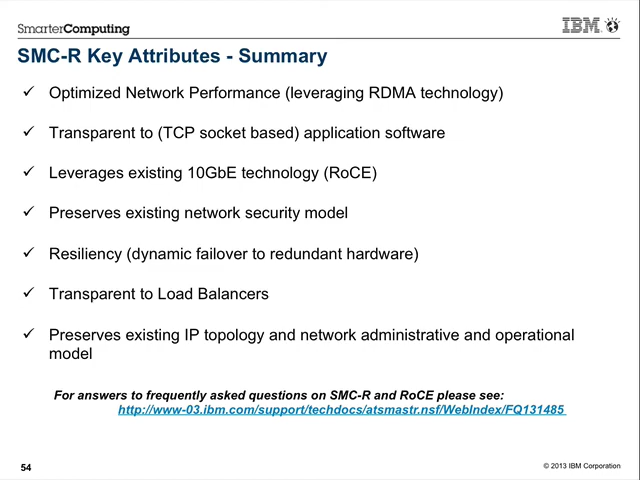 SmarterComputing
IBM
SMC-R Key Attributes - Summary
✓ Optimized Network Performance (leveraging RDMA technology)
✓ Transparent to (TCP socket based) application software
✓ Leverages existing 10GbE technology (RoCE)
✓ Preserves existing network security model
✓ Resiliency (dynamic failover to redundant hardware)
✓ Transparent to Load Balancers
✓ Preserves existing IP topology and network administrative and operational
model
For answers to frequently asked questions on SMC-R and RoCE please see:
http://www-03.ibm.com/support/techdocs/atsmastr.nsf/WebIndex/FQ131485
54
© 2013 IBM Corporation